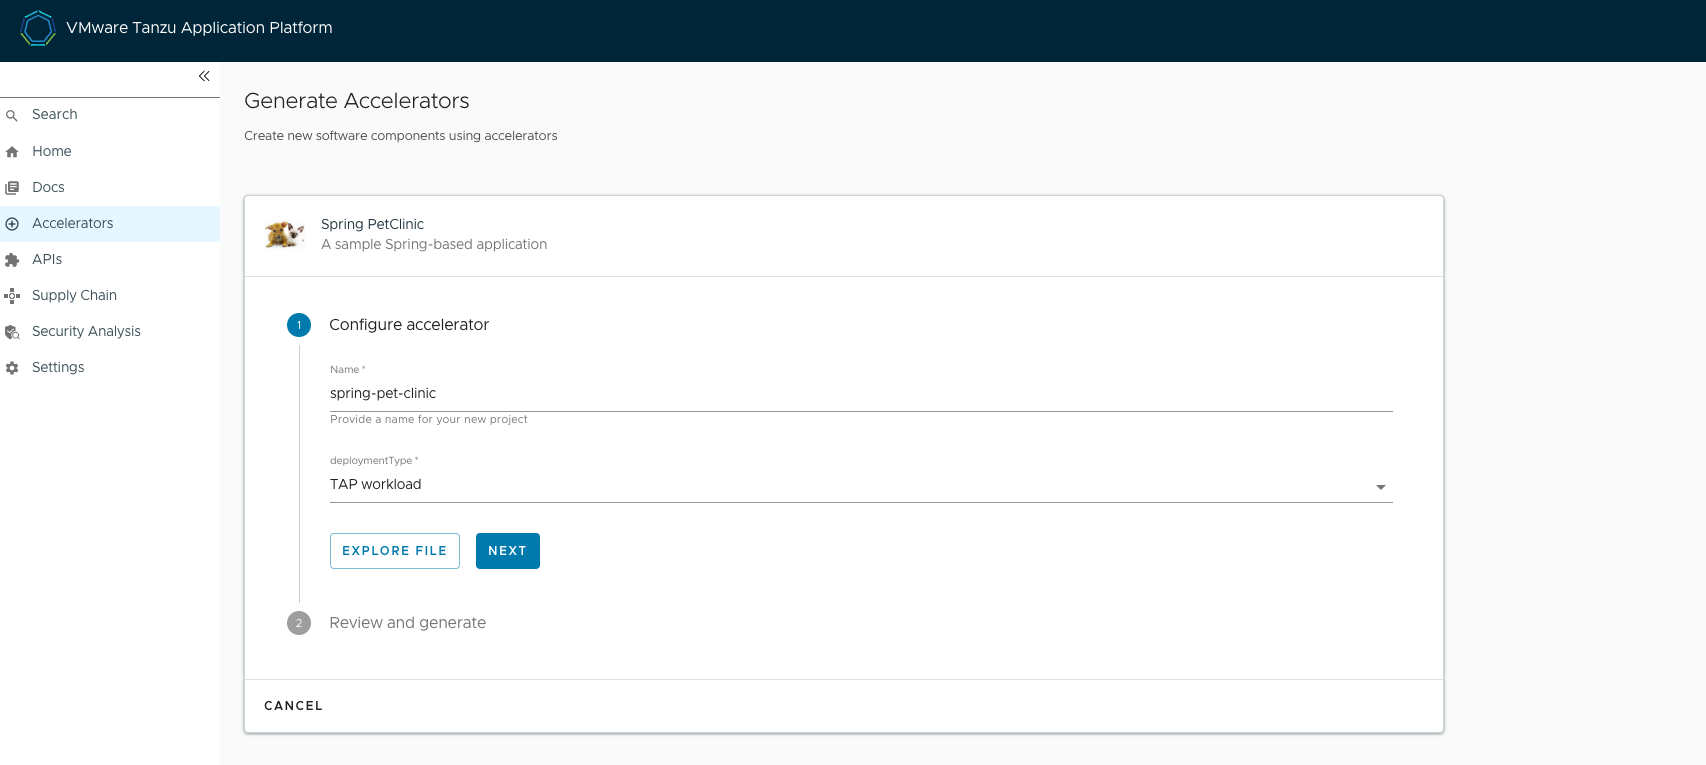 VMware Tanzu Application Platform
Search
Home
Docs
Accelerators
APIs
Supply Chain
Security Analysis
Settings
Generate Accelerators
Create new software components using accelerators
Spring PetClinic
A sample Spring-based application
1 Configure accelerator
Name *
spring-pet-clinic
Provide a name for your new project
deploymentType *
TAP workload
EXPLORE FILE NEXT
2 Review and generate
CANCEL